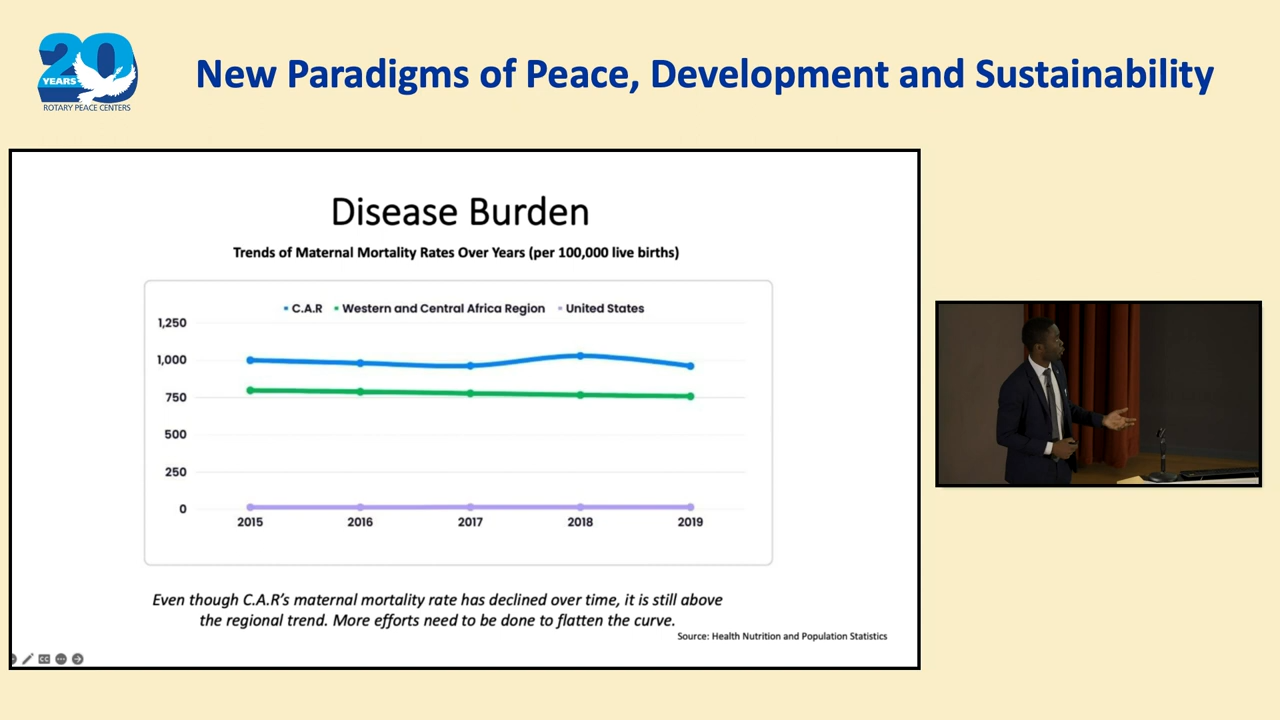 20
YEARS
ROTARY PEACE CENTERS
New Paradigms of Peace, Development and Sustainability
Disease Burden
Trends of Maternal Mortality Rates Over Years (per 100,000 live births)
C.A.R Western and Central Africa Region United States
1,250
1,000
750
500
250
0
2015 2016 2017 2018 2019
Even though C.A.R's maternal mortality rate has declined over time, it is still above
the regional trend. More efforts need to be done to flatten the curve.
Source: Health Nutrition and Population Statistics
CC